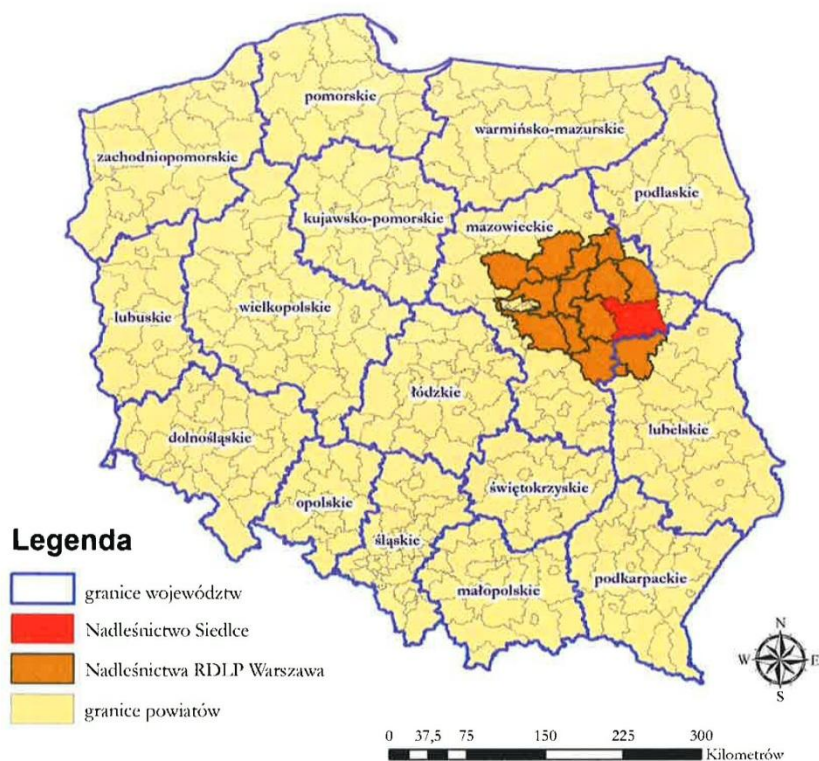 pomorskie
warmińsko-mazurskie
zachodniopomorskie
podlaskie
kujawsko-pomorskie
mazowieckie
wielkopolskie
lubuskie
łódzkie
dolnośląskie
lubelskie
opolskie
świętokrzyskie
śląskie
małopolskie
podkarpackie
Legenda
granice województw
Nadleśnictwo Siedlce
Nadleśnictwa RDLP Warszawa
granice powiatów
N
W E
S
0 37,5 75 150 225 300
Kilometrów